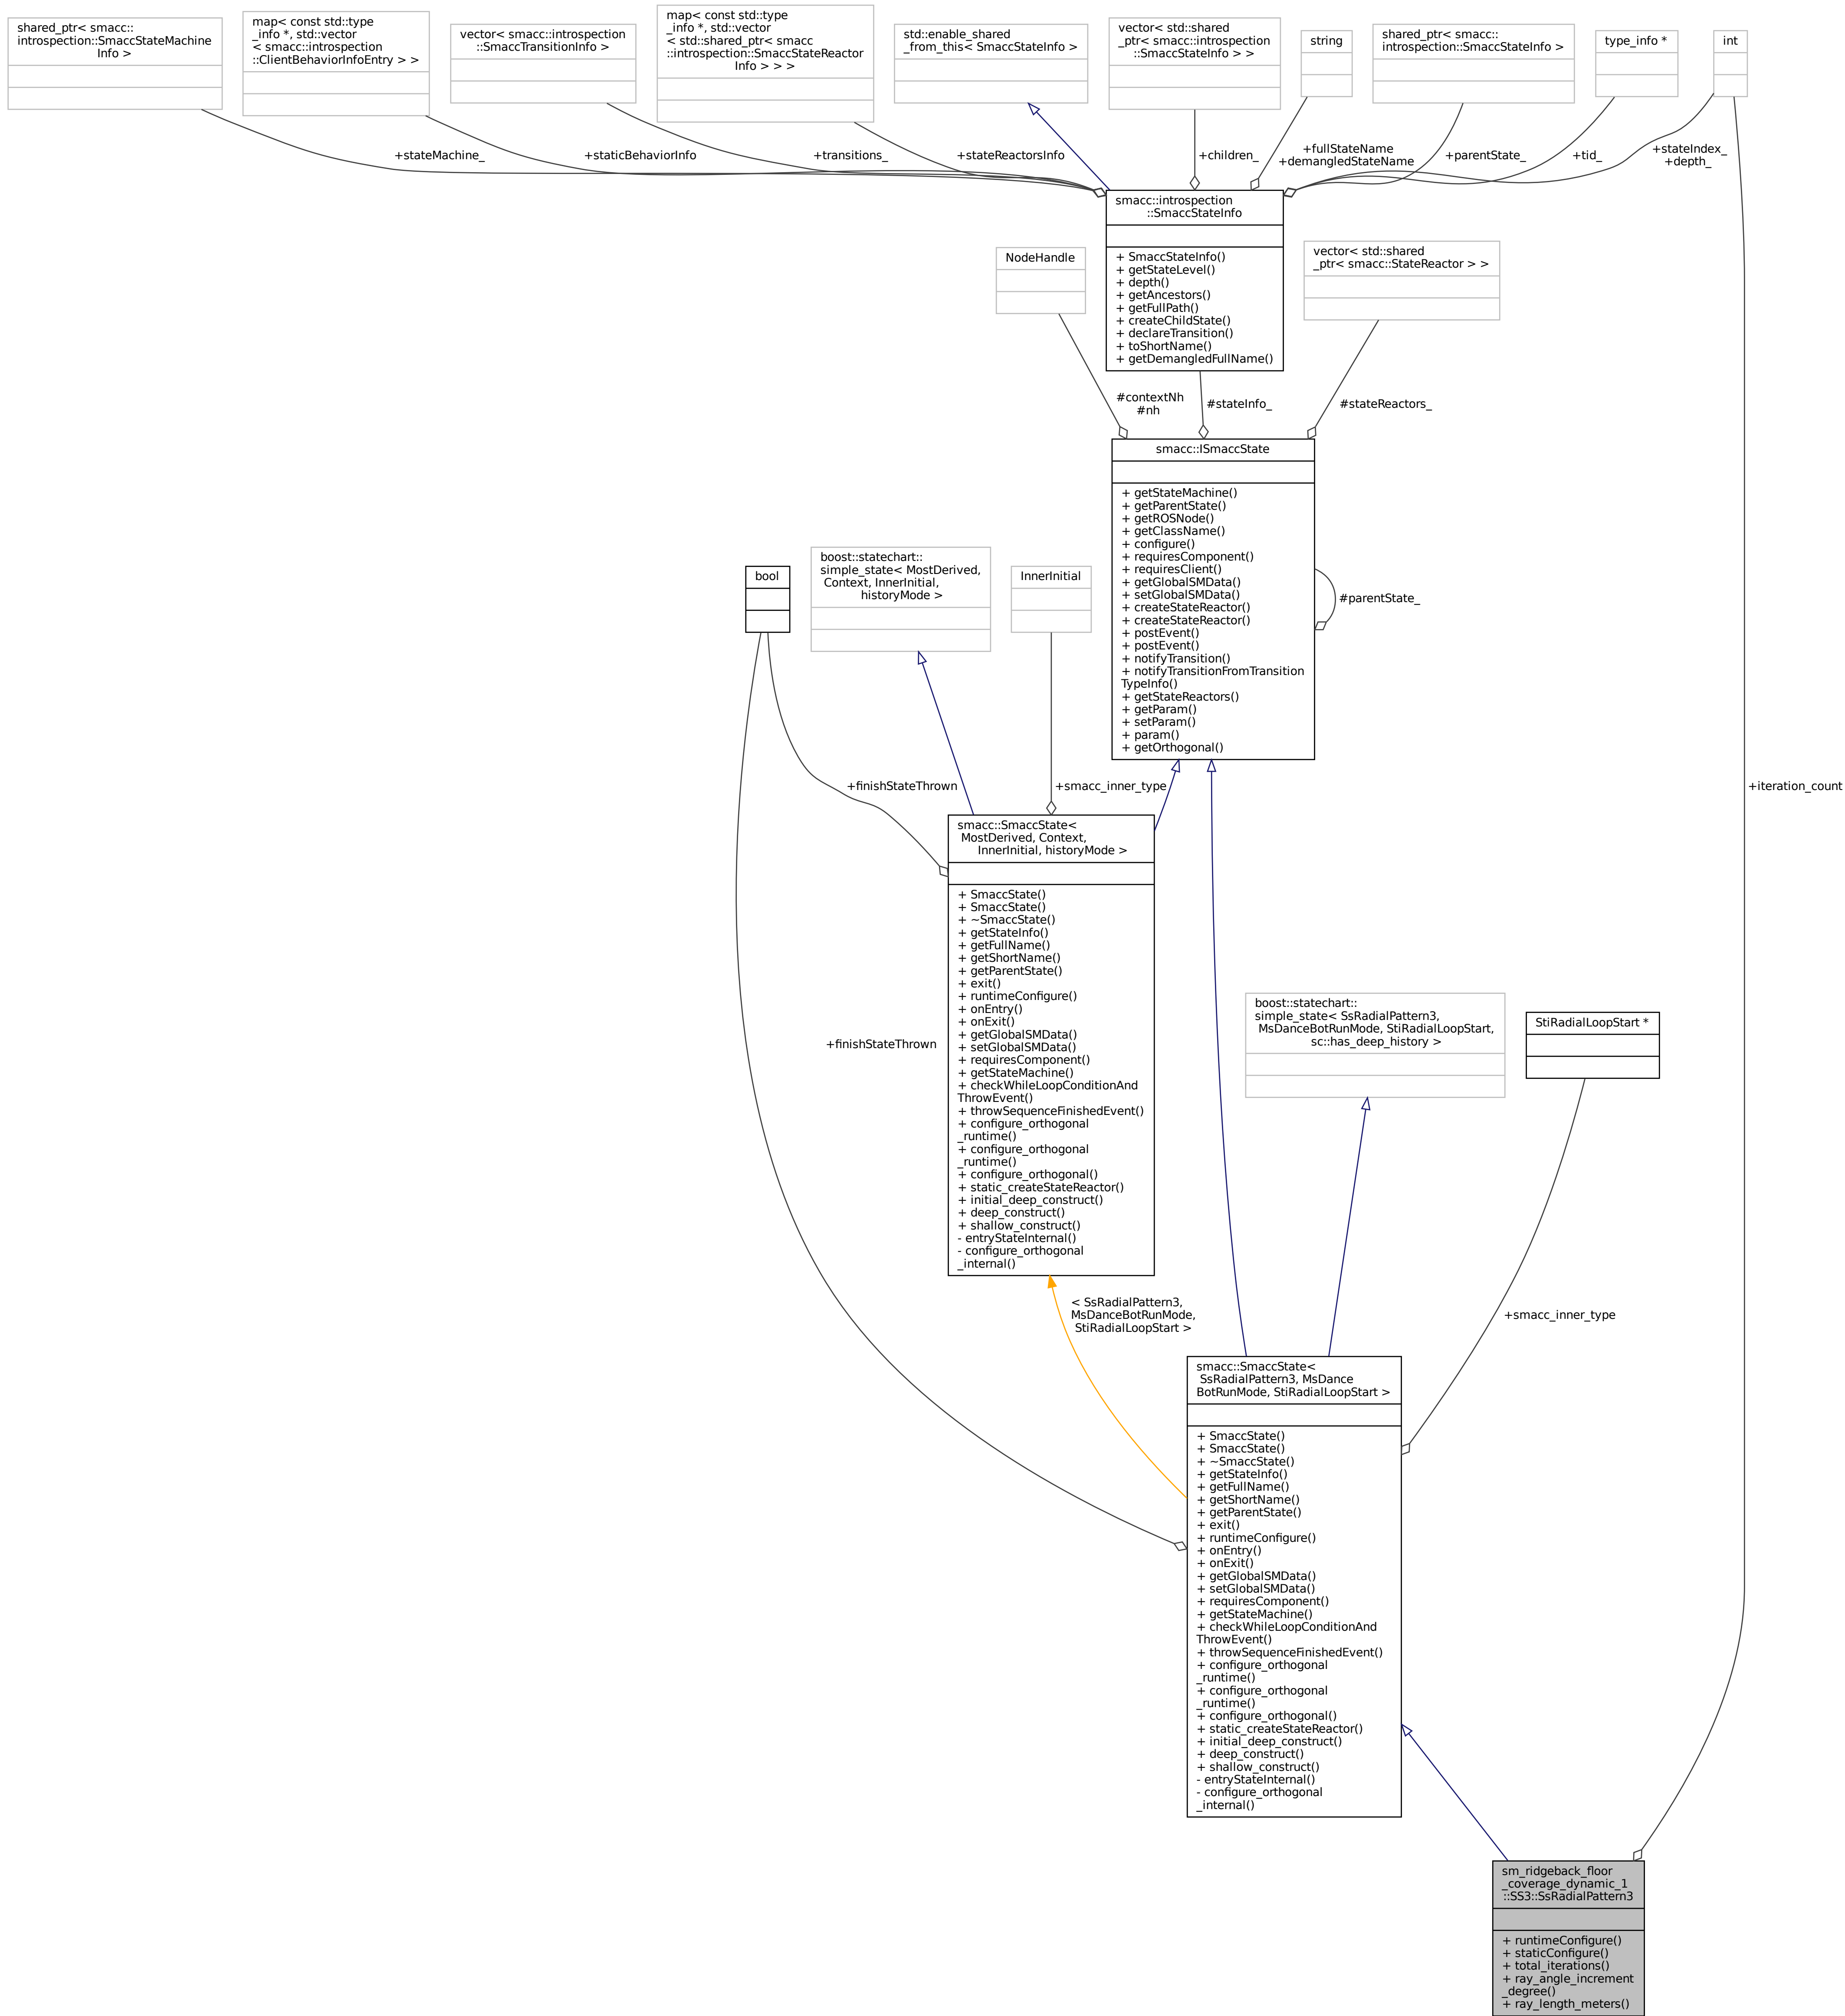 shared_ptr< smacc::
introspection::SmaccStateMachine
Info >
map< const std::type
_info *, std::vector
< smacc::introspection
::ClientBehaviorInfoEntry > >
vector< smacc::introspection
::SmaccTransitionInfo >
map< const std::type
_info *, std::vector
< std::shared_ptr< smacc
::introspection::SmaccStateReactor
Info > > >
std::enable_shared
_from_this< SmaccStateInfo >
vector< std::shared
_ptr< smacc::introspection
::SmaccStateInfo > >
string
shared_ptr< smacc::
introspection::SmaccStateInfo >
type_info *
int
+stateMachine_
+staticBehaviorInfo
+transitions_
+stateReactorsInfo
+children_
+fullStateName
+demangledStateName
+parentState_
+tid_
+stateIndex_
+depth_
smacc::introspection
::SmaccStateInfo
+ SmaccStateInfo()
+ getStateLevel()
+ depth()
+ getAncestors()
+ getFullPath()
+ createChildState()
+ declareTransition()
+ toShortName()
+ getDemangledFullName()
NodeHandle
vector< std::shared
_ptr< smacc::StateReactor > >
#contextNh
#nh
#stateInfo_
#stateReactors_
smacc::ISmaccState
+ getStateMachine()
+ getParentState()
+ getROSNode()
+ getClassName()
+ configure()
+ requiresComponent()
+ requiresClient()
+ getGlobalSMData()
+ setGlobalSMData()
+ createStateReactor()
+ createStateReactor()
+ postEvent()
+ postEvent()
+ notifyTransition()
+ notifyTransitionFromTransition
TypeInfo()
+ getStateReactors()
+ getParam()
+ setParam()
+ param()
+ getOrthogonal()
#parentState_
bool
boost::statechart::
simple_state< MostDerived,
Context, InnerInitial,
historyMode >
InnerInitial
+finishStateThrown
+smacc_inner_type
+iteration_count
smacc::SmaccState<
MostDerived, Context,
InnerInitial, historyMode >
+ SmaccState()
+ SmaccState()
+ ~SmaccState()
+ getStateInfo()
+ getFullName()
+ getShortName()
+ getParentState()
+ exit()
+ runtimeConfigure()
+ onEntry()
+ onExit()
+ getGlobalSMData()
+ setGlobalSMData()
+ requiresComponent()
+ getStateMachine()
+ checkWhileLoopConditionAnd
ThrowEvent()
+ throwSequenceFinishedEvent()
+ configure_orthogonal
_runtime()
+ configure_orthogonal
_runtime()
+ configure_orthogonal()
+ static_createStateReactor()
+ initial_deep_construct()
+ deep_construct()
+ shallow_construct()
- entryStateInternal()
- configure_orthogonal
_internal()
+finishStateThrown
boost::statechart::
simple_state< SsRadialPattern3,
MsDanceBotRunMode, StiRadialLoopStart,
sc::has_deep_history >
StiRadialLoopStart *
< SsRadialPattern3,
MsDanceBotRunMode,
StiRadialLoopStart >
+smacc_inner_type
smacc::SmaccState<
SsRadialPattern3, MsDance
BotRunMode, StiRadialLoopStart >
+ SmaccState()
+ SmaccState()
+ ~SmaccState()
+ getStateInfo()
+ getFullName()
+ getShortName()
+ getParentState()
+ exit()
+ runtimeConfigure()
+ onEntry()
+ onExit()
+ getGlobalSMData()
+ setGlobalSMData()
+ requiresComponent()
+ getStateMachine()
+ checkWhileLoopConditionAnd
ThrowEvent()
+ throwSequenceFinishedEvent()
+ configure_orthogonal
_runtime()
+ configure_orthogonal
_runtime()
+ configure_orthogonal()
+ static_createStateReactor()
+ initial_deep_construct()
+ deep_construct()
+ shallow_construct()
- entryStateInternal()
- configure_orthogonal
_internal()
sm_ridgeback_floor
_coverage_dynamic_1
::SS3::SsRadialPattern3
+ runtimeConfigure()
+ staticConfigure()
+ total_iterations()
+ ray_angle_increment
_degree()
+ ray_length_meters()